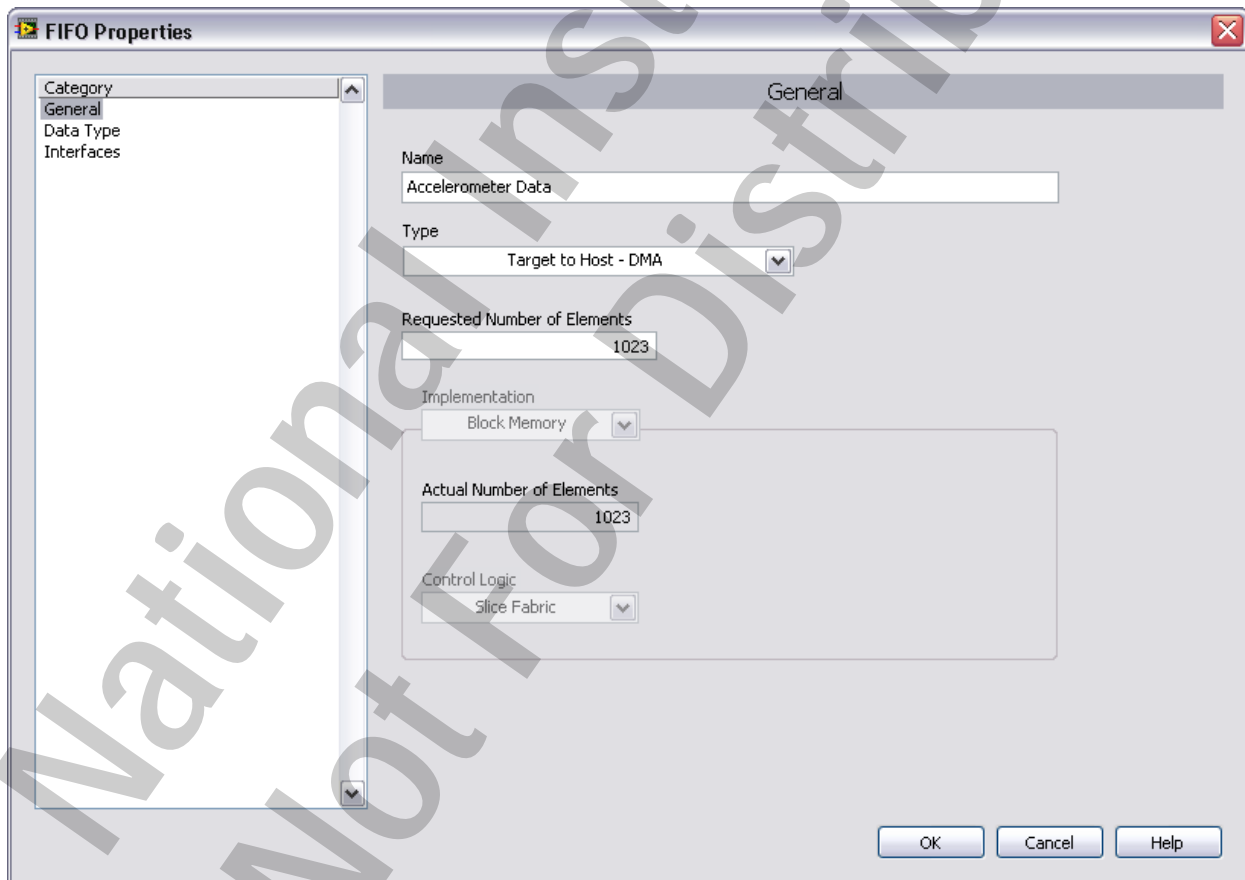 FIFO Properties
Category
General
Data Type
Interfaces
General
Name
Accelerometer Data
Type
Target to Host - DMA
Requested Number of Elements
1023
Implementation
Block Memory
Actual Number of Elements
1023
Control Logic
Slice Fabric
OK Cancel Help
National Inst
Not For Distrib